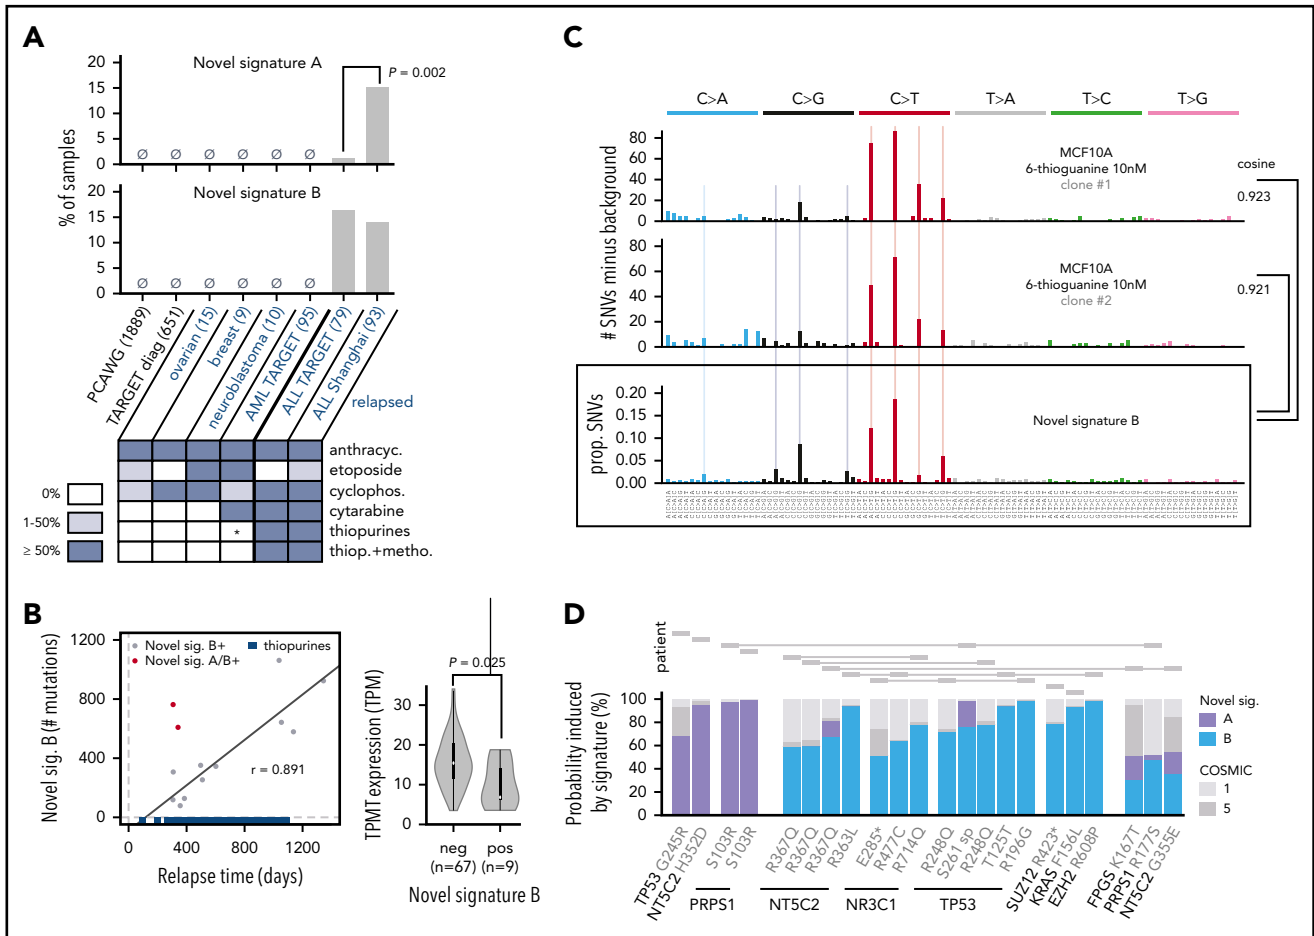 A
Novel signature A
P = 0.002
20
15
10
5
0
Ø Ø Ø Ø Ø Ø
% of samples
Novel signature B
20
15
10
5
0
Ø Ø Ø Ø Ø Ø
PCAWG (1889)
TARGET diag (651)
ovarian (15)
breast (9)
neuroblastoma (10)
AML TARGET (95)
ALL TARGET (79)
ALL Shanghai (93)
relapsed
anthracyc.
etoposide
cyclophos.
cytarabine
thiopurines
thiop.+metho.
*
0%
1-50%
≥ 50%
B
Novel sig. B (# mutations)
1200
800
400
0
Novel sig. B+
thiopurines
Novel sig. A/B+
r = 0.891
0 400 800 1200
Relapse time (days)
TPMT expression (TPM)
P = 0.025
30
20
10
0
neg pos
(n=67) (n=9)
Novel signature B
C
C>A C>G C>T T>A T>C T>G
# SNVs minus background
80
60
40
20
0
MCF10A
6-thioguanine 10nM
clone #1
cosine
0.923
80
60
40
20
0
MCF10A
6-thioguanine 10nM
clone #2
0.921
prop. SNVs
0.20
0.15
0.10
0.05
0.00
Novel signature B
D
patient
Probability induced
by signature (%)
100
80
60
40
20
0
Novel sig.
A
B
COSMIC
1
5
TP53 G245R
NT5C2 H352D
S103R
S103R
PRPS1
R367Q
R367Q
R367Q
R363L
NT5C2
E285*
R477C
R714Q
NR3C1
R248Q
S261 sp
R248Q
T125T
R196G
TP53
SUZ12 R423*
KRAS F156L
EZH2 R608P
FPGS K167T
PRPS1 R177S
NT5C2 G355E